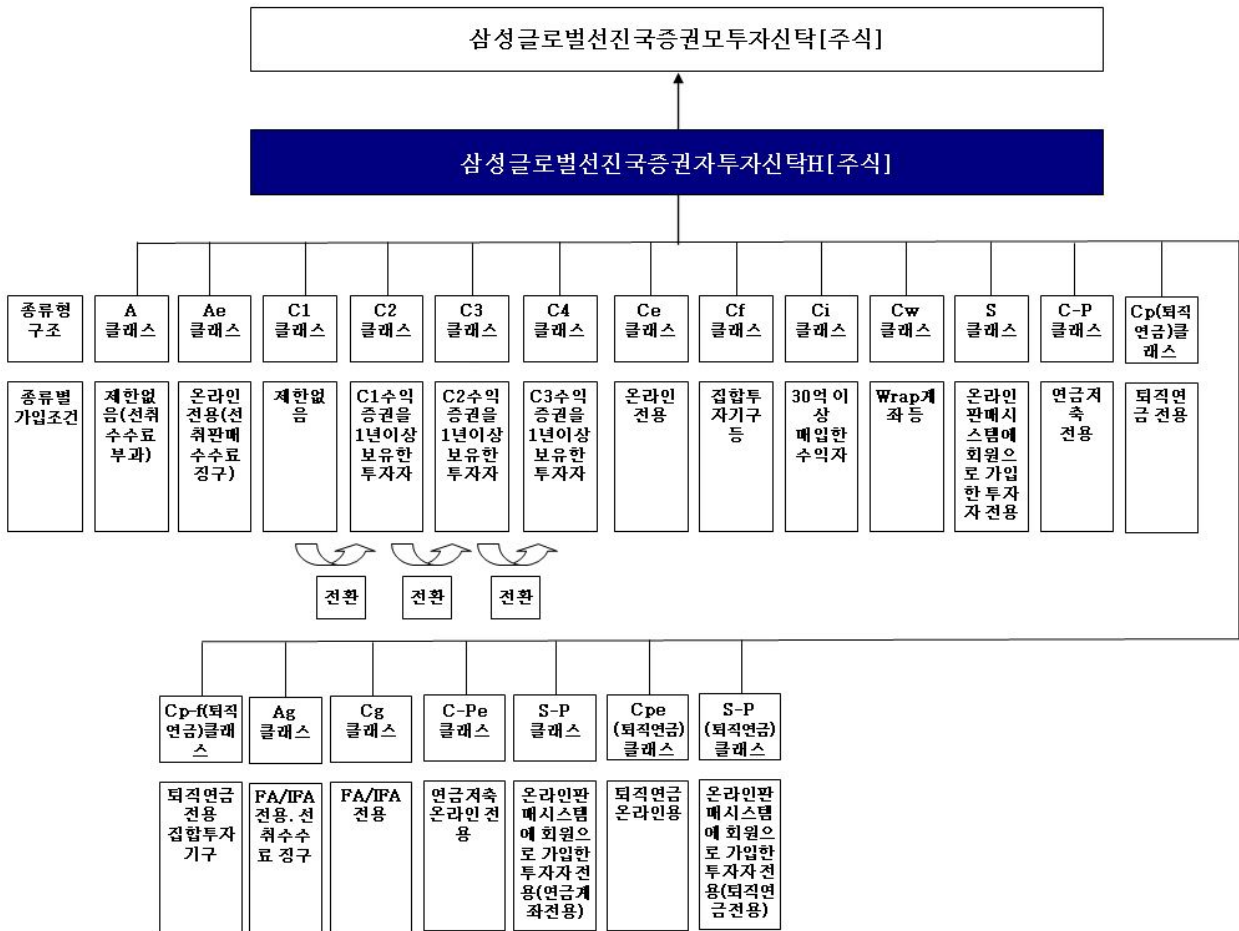 삼성글로벌선진국증권모투자신탁[주식]
삼성글로벌선진국증권자투자신탁H[주식]
종류형
구조
A
클래스
Ae
클래스
C1
클래스
C2
클래스
C3
클래스
C4
클래스
Ce
클래스
Cf
클래스
Ci
클래스
Cw
클래스
S
클래스
C-P
클래스
Cp(퇴직
연금)클
래스
종류별
가입조건
제한없
음(선취
수수료
부과)
온라인
전용(선
취판매
수수료
징구)
제한없
음
C1수익
증권을
1년이상
보유한
투자자
C2수익
증권을
1년이상
보유한
투자자
C3수익
증권을
1년이상
보유한
투자자
온라인
전용
집합투
자기구
등
30억 이
상
매입한
수익자
Wrap계
좌 등
온라인
판매시
스템에
회원으
로 가입
한 투자
자 전용
연금저
축
전용
퇴직연
금 전용
전환
전환
전환
Cp-f(퇴직
연금)클래
스
Ag
클래스
Cg
클래스
C-Pe
클래스
S-P
클래스
Cpe
(퇴직연금)
클래스
S-P
(퇴직연금)
클래스
퇴직연금
전용
집합투자
기구
FA/IFA
전용. 선
취수수
료 징구
FA/IFA
전용
연금저축
온라인 전
용
온라인판
매시스템
에 회원으
로 가입한
투자자 전
용(연금계
좌전용)
퇴직연금
온라인용
온라인판
매시스템
에 회원으
로 가입한
투자자 전
용(퇴직연
금전용)